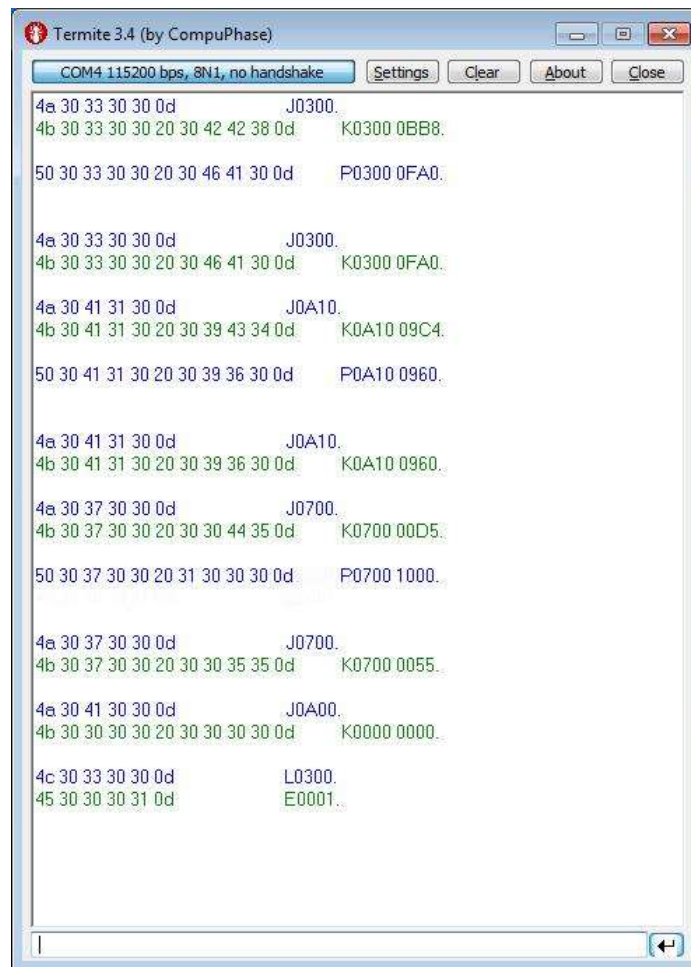 Termite 3.4 (by CompuPhase)
COM4 115200 bps, 8N1, no handshake Settings Clear About Close
4a 30 33 30 30 0d J0300.
4b 30 33 30 30 20 30 42 42 38 0d K0300 0BB8.
50 30 33 30 30 20 30 46 41 30 0d P0300 0FA0.
4a 30 33 30 30 0d J0300.
4b 30 33 30 30 20 30 46 41 30 0d K0300 0FA0.
4a 30 41 31 30 0d J0A10.
4b 30 41 31 30 20 30 39 43 34 0d K0A10 09C4.
50 30 41 31 30 20 30 39 36 30 0d P0A10 0960.
4a 30 41 31 30 0d J0A10.
4b 30 41 31 30 20 30 39 36 30 0d K0A10 0960.
4a 30 37 30 30 0d J0700.
4b 30 37 30 30 20 30 30 44 35 0d K0700 00D5.
50 30 37 30 30 20 31 30 30 30 0d P0700 1000.
4a 30 37 30 30 0d J0700.
4b 30 37 30 30 20 30 30 35 35 0d K0700 0055.
4a 30 41 30 30 0d J0A00.
4b 30 30 30 30 20 30 30 30 30 0d K0000 0000.
4c 30 33 30 30 0d L0300.
45 30 30 30 31 0d E0001.